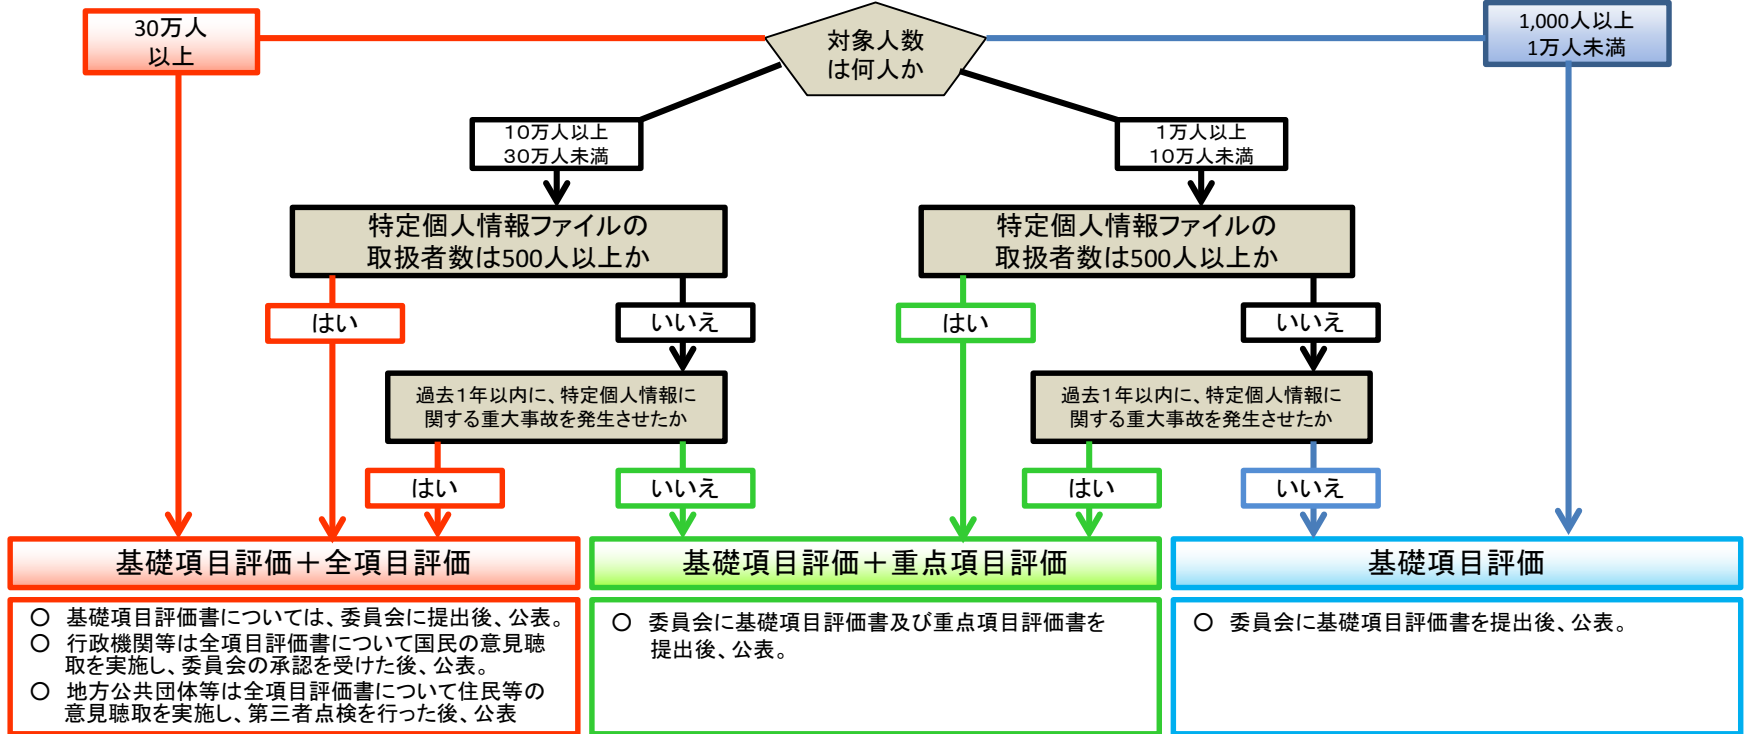 30万人
以上
対象人数
は何人か
1,000人以上
1万人未満
10万人以上
30万人未満
1万人以上
10万人未満
特定個人情報ファイルの
取扱者数は500人以上か
特定個人情報ファイルの
取扱者数は500人以上か
はい
いいえ
はい
いいえ
過去1年以内に、特定個人情報に
関する重大事故を発生させたか
過去1年以内に、特定個人情報に
関する重大事故を発生させたか
はい
いいえ
はい
いいえ
基礎項目評価+全項目評価
基礎項目評価+重点項目評価
基礎項目評価
○ 基礎項目評価書については、委員会に提出後、公表。
○ 行政機関等は全項目評価書について国民の意見聴
取を実施し、委員会の承認を受けた後、公表。
○ 地方公共団体等は全項目評価書について住民等の
意見聴取を実施し、第三者点検を行った後、公表
○ 委員会に基礎項目評価書及び重点項目評価書を
提出後、公表。
○ 委員会に基礎項目評価書を提出後、公表。